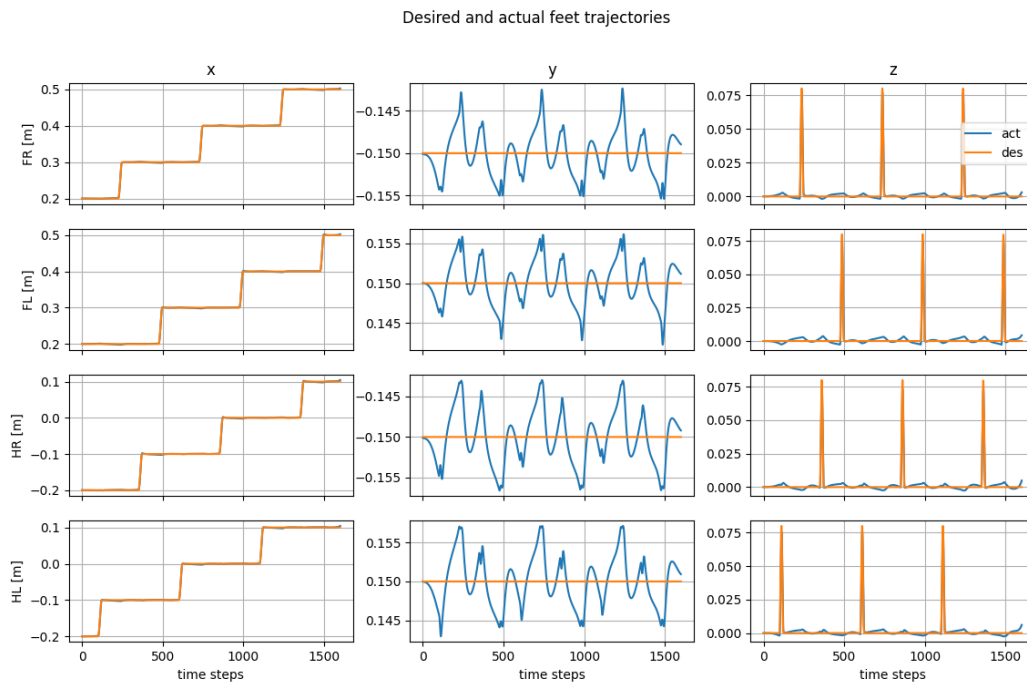 Desired and actual feet trajectories
x
y
z
FR [m]
0.5
0.4
0.3
0.2
−0.145
−0.150
−0.155
0.075
0.050
0.025
0.000
act
des
FL [m]
0.5
0.4
0.3
0.2
0.155
0.150
0.145
0.075
0.050
0.025
0.000
HR [m]
0.1
0.0
−0.1
−0.2
−0.145
−0.150
−0.155
0.075
0.050
0.025
0.000
HL [m]
0.1
0.0
−0.1
−0.2
0.155
0.150
0.145
0.075
0.050
0.025
0.000
0 500 1000 1500
0 500 1000 1500
0 500 1000 1500
time steps
time steps
time steps